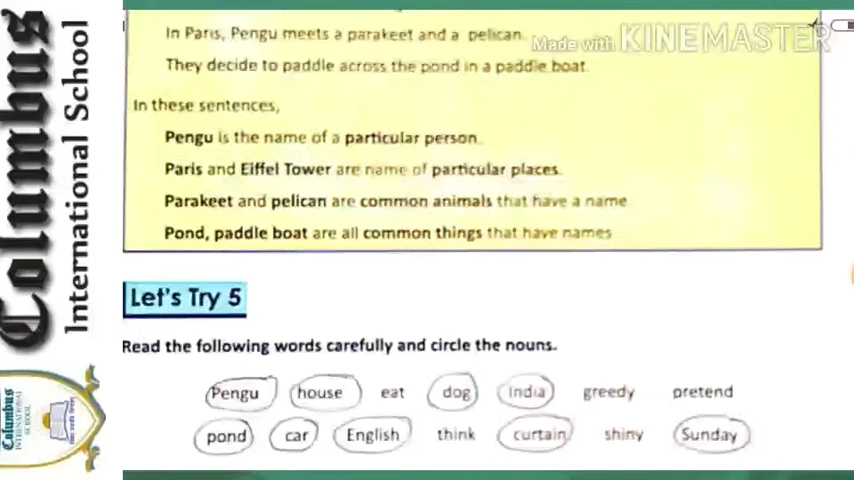 Columbus
International School
Made with KINEMASTER
In Paris, Pengu meets a parakeet and a pelican.
They decide to paddle across the pond in a paddle boat.
In these sentences,
Pengu is the name of a particular person.
Paris and Eiffel Tower are name of particular places.
Parakeet and pelican are common animals that have a name
Pond, paddle boat are all common things that have names
Let's Try 5
Read the following words carefully and circle the nouns.
Pengu house eat dog India greedy pretend
pond car English think curtain shiny Sunday
Columbus
INTERNATIONAL
SCHOOL